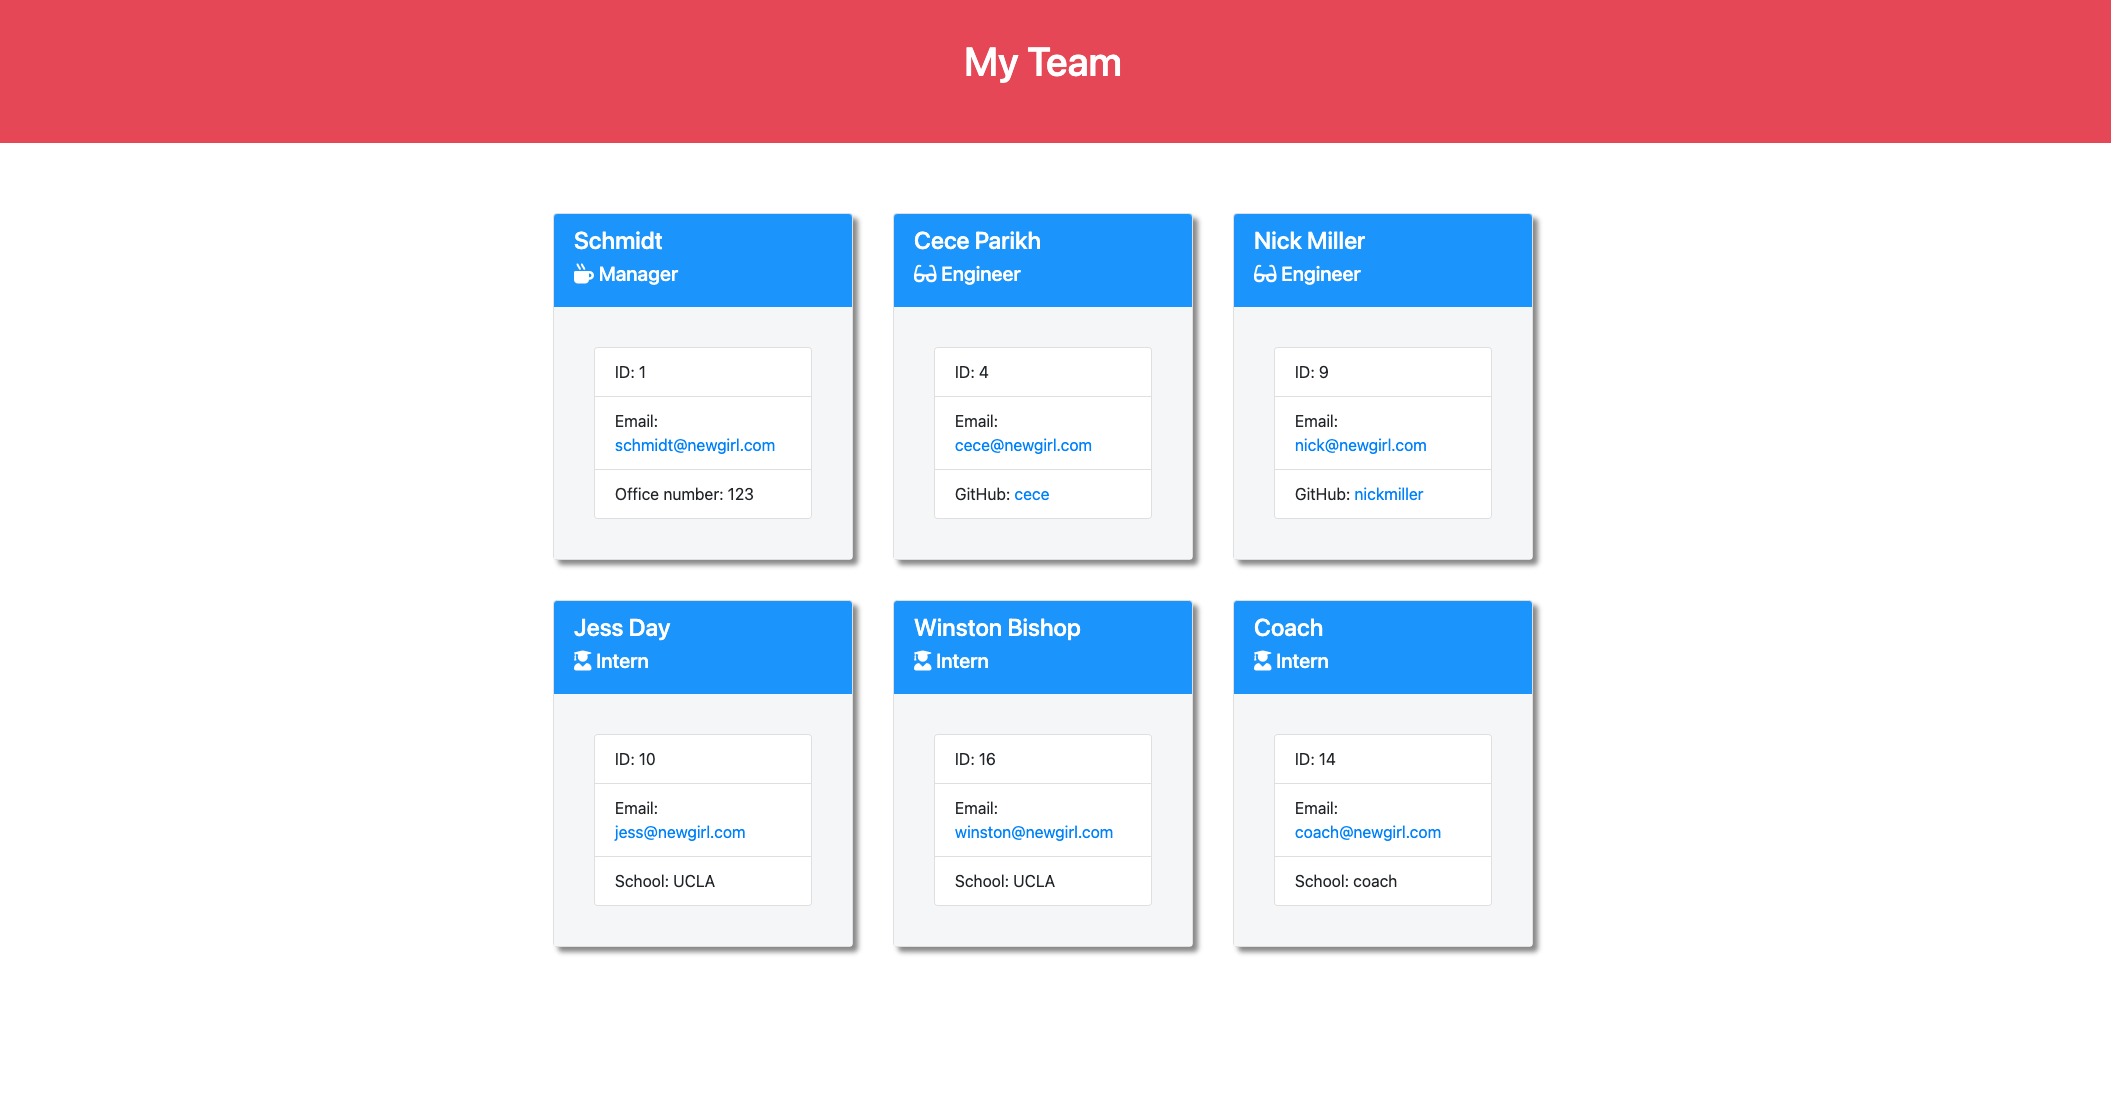 My Team
Schmidt
Manager
ID: 1
Email:
schmidt@newgirl.com
Office number: 123
Cece Parikh
Engineer
ID: 4
Email:
cece@newgirl.com
GitHub: cece
Nick Miller
Engineer
ID: 9
Email:
nick@newgirl.com
GitHub: nickmiller
Jess Day
Intern
ID: 10
Email:
jess@newgirl.com
School: UCLA
Winston Bishop
Intern
ID: 16
Email:
winston@newgirl.com
School: UCLA
Coach
Intern
ID: 14
Email:
coach@newgirl.com
School: coach